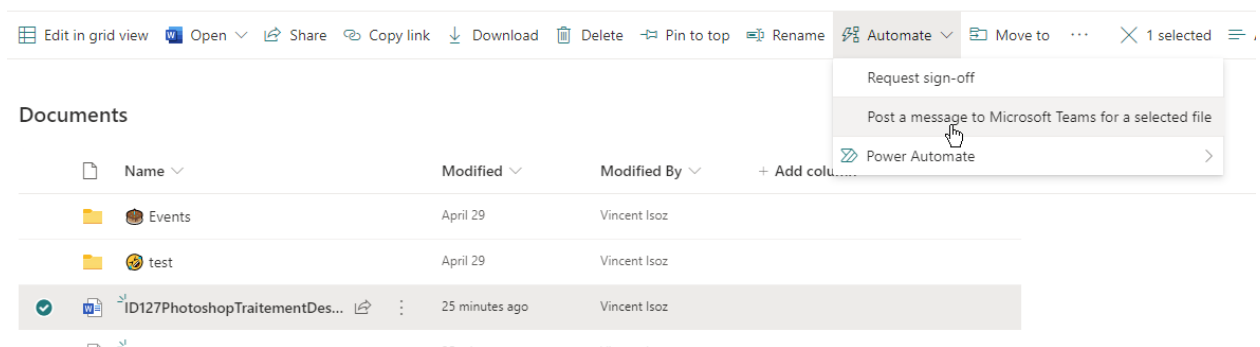 Edit in grid view Open Share Copy link Download Delete Pin to top Rename Automate Move to ... 1 selected
Request sign-off
Documents
Post a message to Microsoft Teams for a selected file
Power Automate
Name Modified Modified By + Add column
Events April 29 Vincent Isoz
test April 29 Vincent Isoz
ID127PhotoshopTraitementDes... 25 minutes ago Vincent Isoz